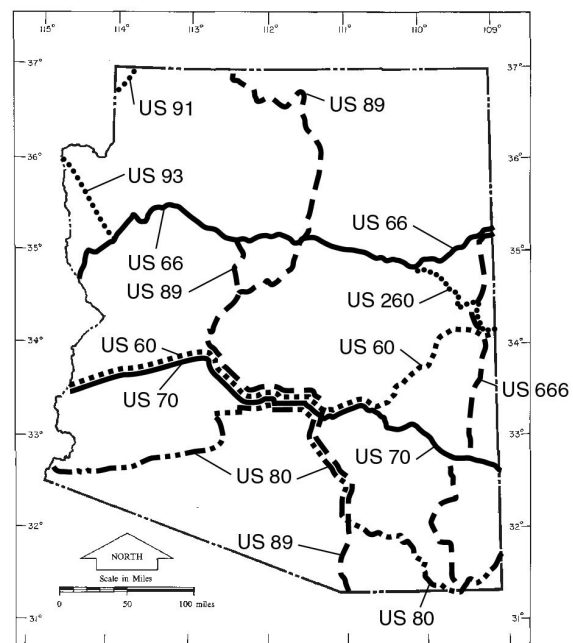 115° 114° 113° 112° 111° 110° 109°
37° 37°
US 91
US 89
36° 36°
US 93
US 66
35° US 66 35°
US 89
US 260
34° US 60 US 60 34°
US 70
US 666
33° 33°
US 80 US 70
32° 32°
NORTH US 89
Scale in Miles
0 50 100 miles
US 80
31° 31°